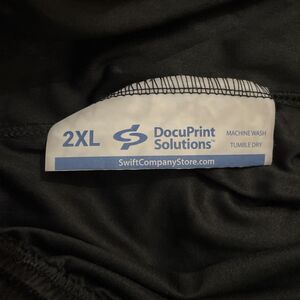 2XL
DocuPrint
Solutions™
MACHINE WASH
TUMBLE DRY
SwiftCompanyStore.com